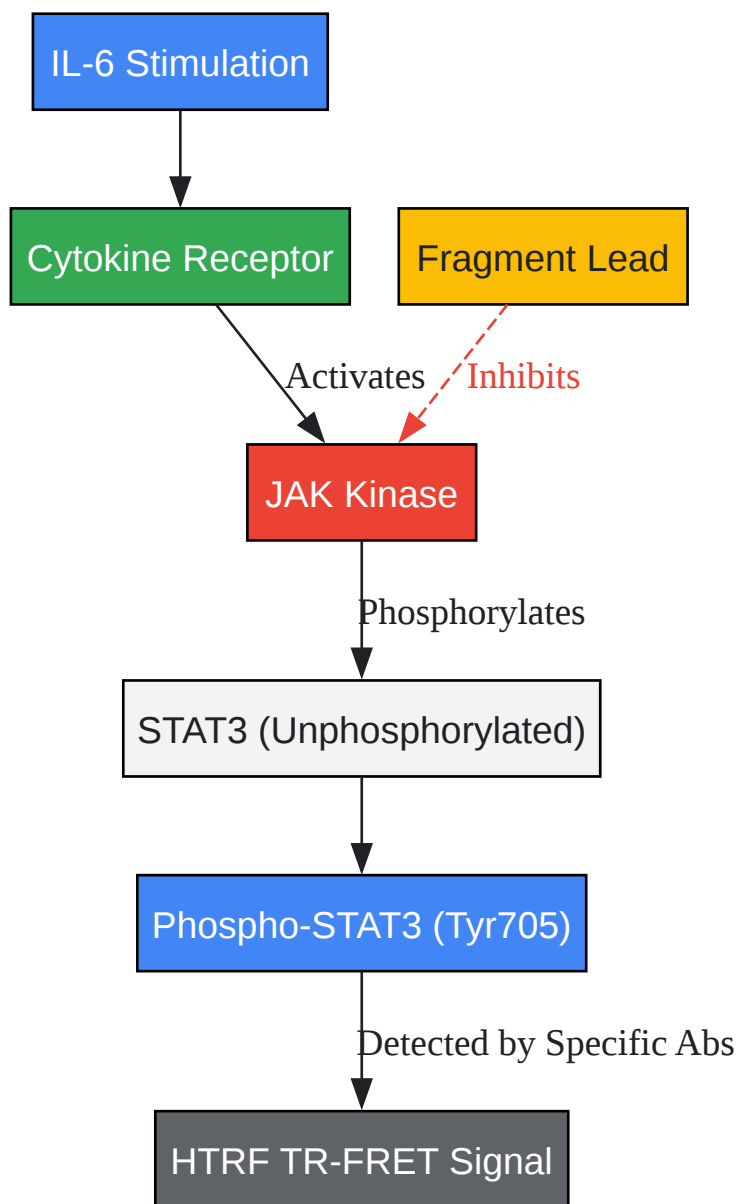 IL-6 Stimulation
Cytokine Receptor
Fragment Lead
Activates
Inhibits
JAK Kinase
Phosphorylates
STAT3 (Unphosphorylated)
Phospho-STAT3 (Tyr705)
Detected by Specific Abs
HTRF TR-FRET Signal